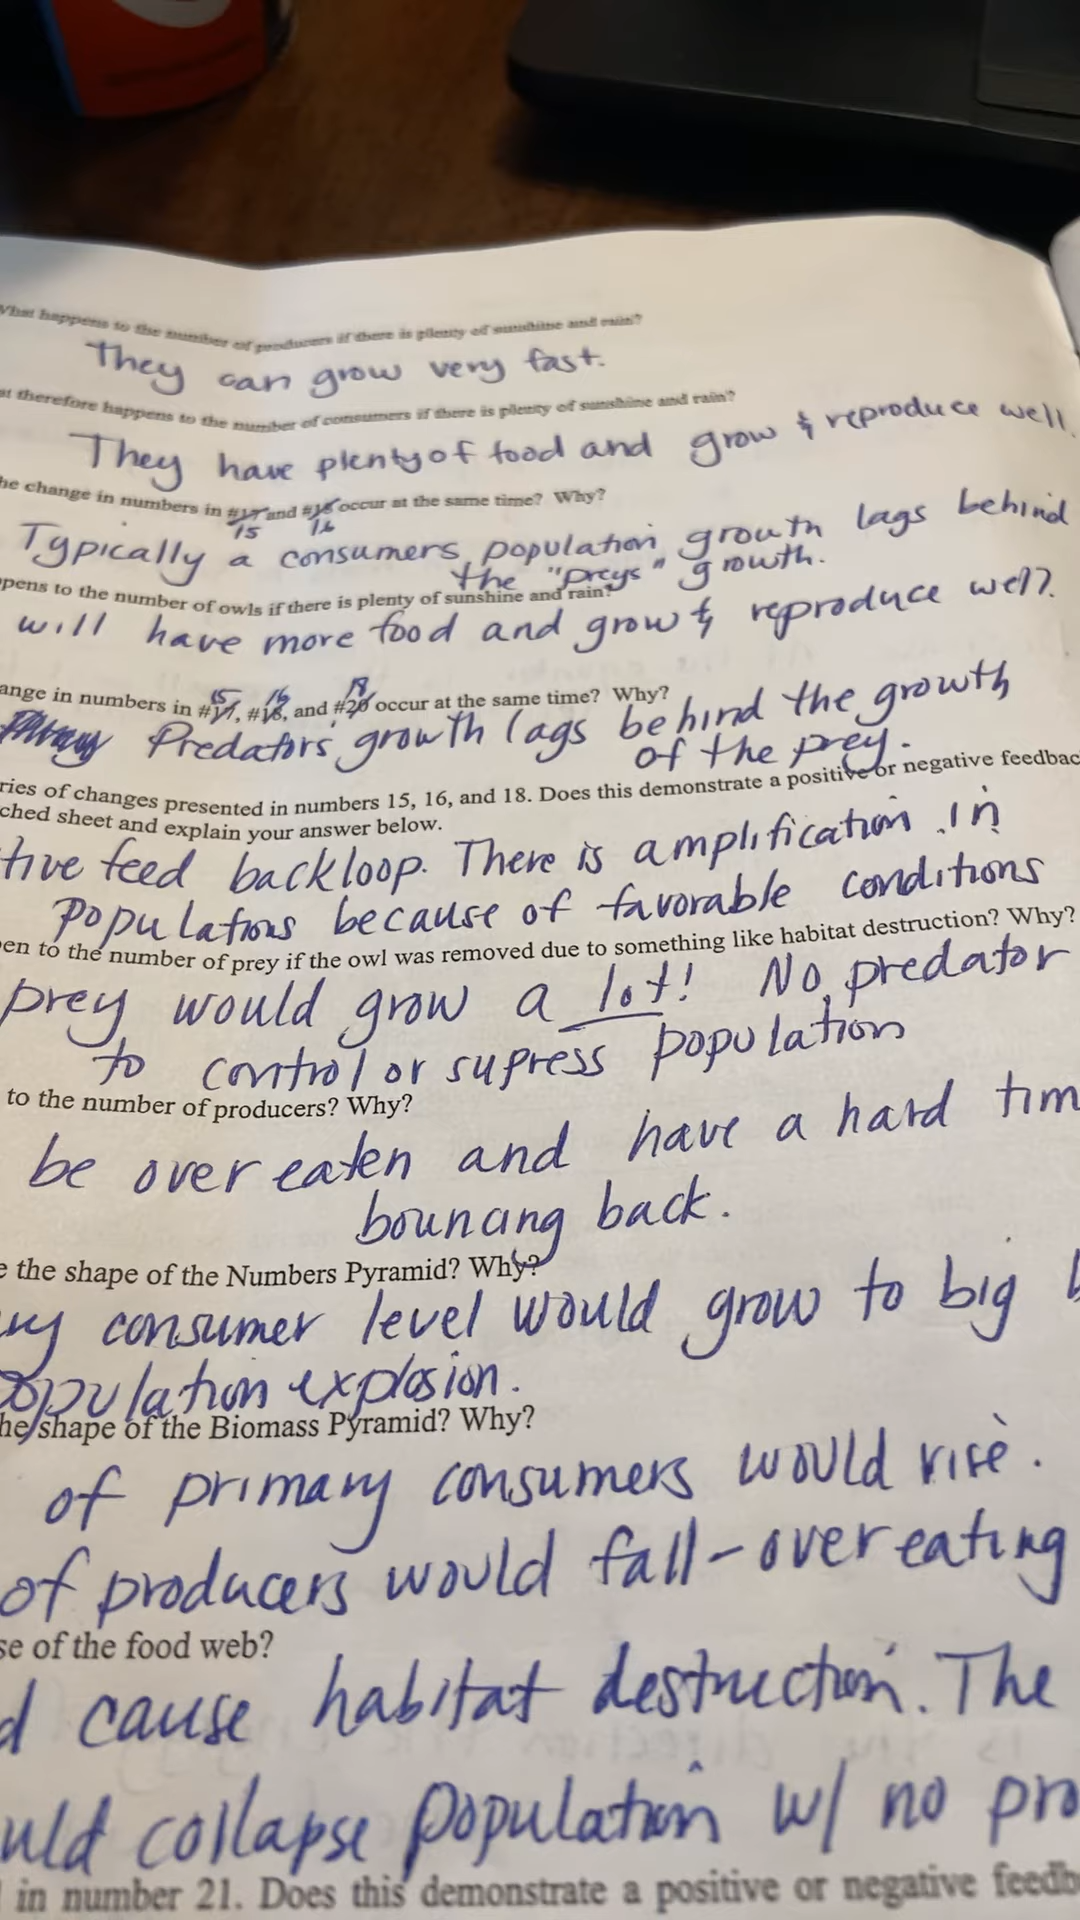 What happens to the number of producers if there is plenty of sunshine and rain?
They can grow very fast.
at therefore happens to the number of consumers if there is plenty of sunshine and rain?
They have plenty of food and grow & reproduce well.
he change in numbers in #17 and #18 occur at the same time? Why?
15 16
Typically a consumers population growth lags behind
the "preys" growth.
pens to the number of owls if there is plenty of sunshine and rain?
will have more food and grow & reproduce well.
15 16 18
ange in numbers in #17, #18, and #20 occur at the same time? Why?
Predators' growth lags behind the growth
of the prey.
ries of changes presented in numbers 15, 16, and 18. Does this demonstrate a positive or negative feedbac
ched sheet and explain your answer below.
tive feed back loop. There is amplification in
populations because of favorable conditions
en to the number of prey if the owl was removed due to something like habitat destruction? Why?
prey would grow a lot! No predator
to control or supress population
to the number of producers? Why?
be over eaten and have a hard tim
bouncing back.
e the shape of the Numbers Pyramid? Why?
ary consumer level would grow to big b
population explosion.
he shape of the Biomass Pyramid? Why?
of primary consumers would rise.
of producers would fall - over eating
se of the food web?
d cause habitat destruction. The
uld collapse population w/ no pro
in number 21. Does this demonstrate a positive or negative feedb